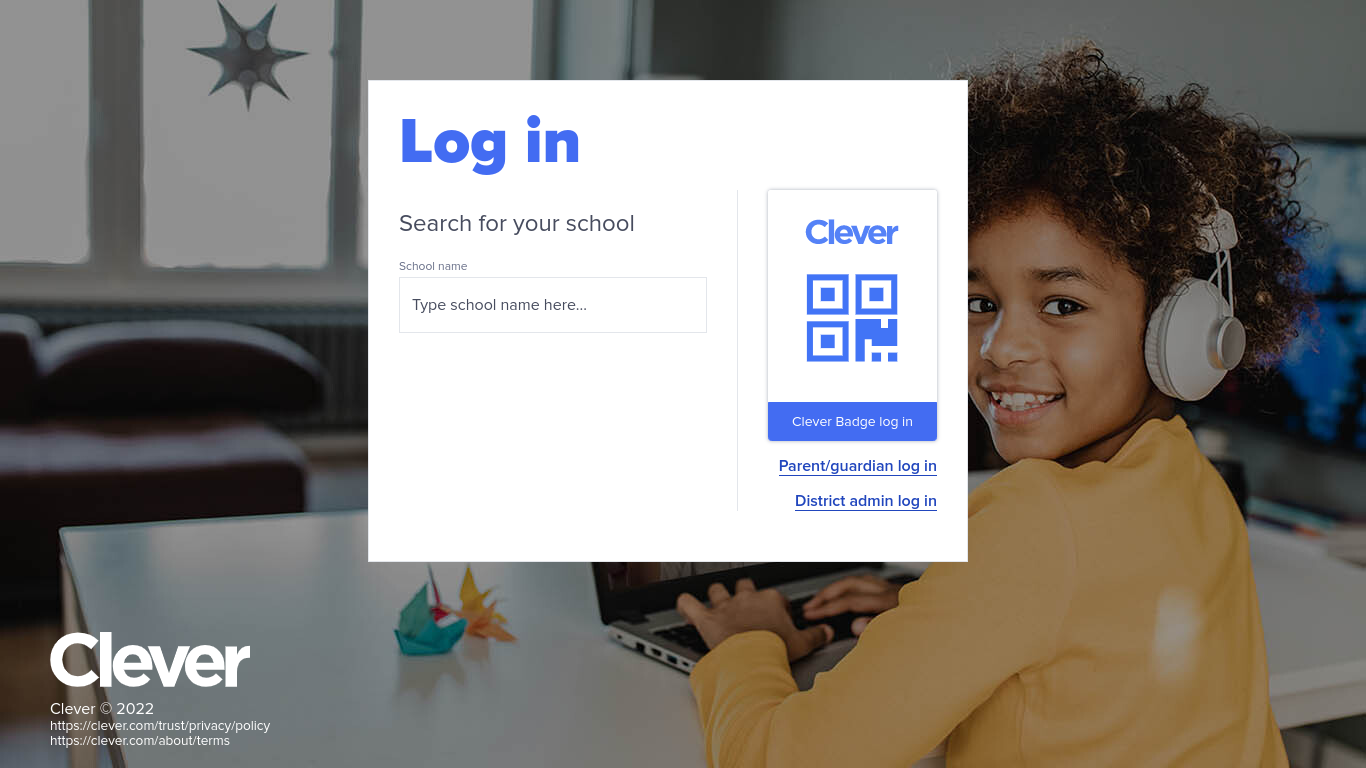 Log in
Search for your school
School name
Type school name here...
Clever
Clever Badge log in
Parent/guardian log in
District admin log in
Clever
Clever © 2022
https://clever.com/trust/privacy/policy
https://clever.com/about/terms